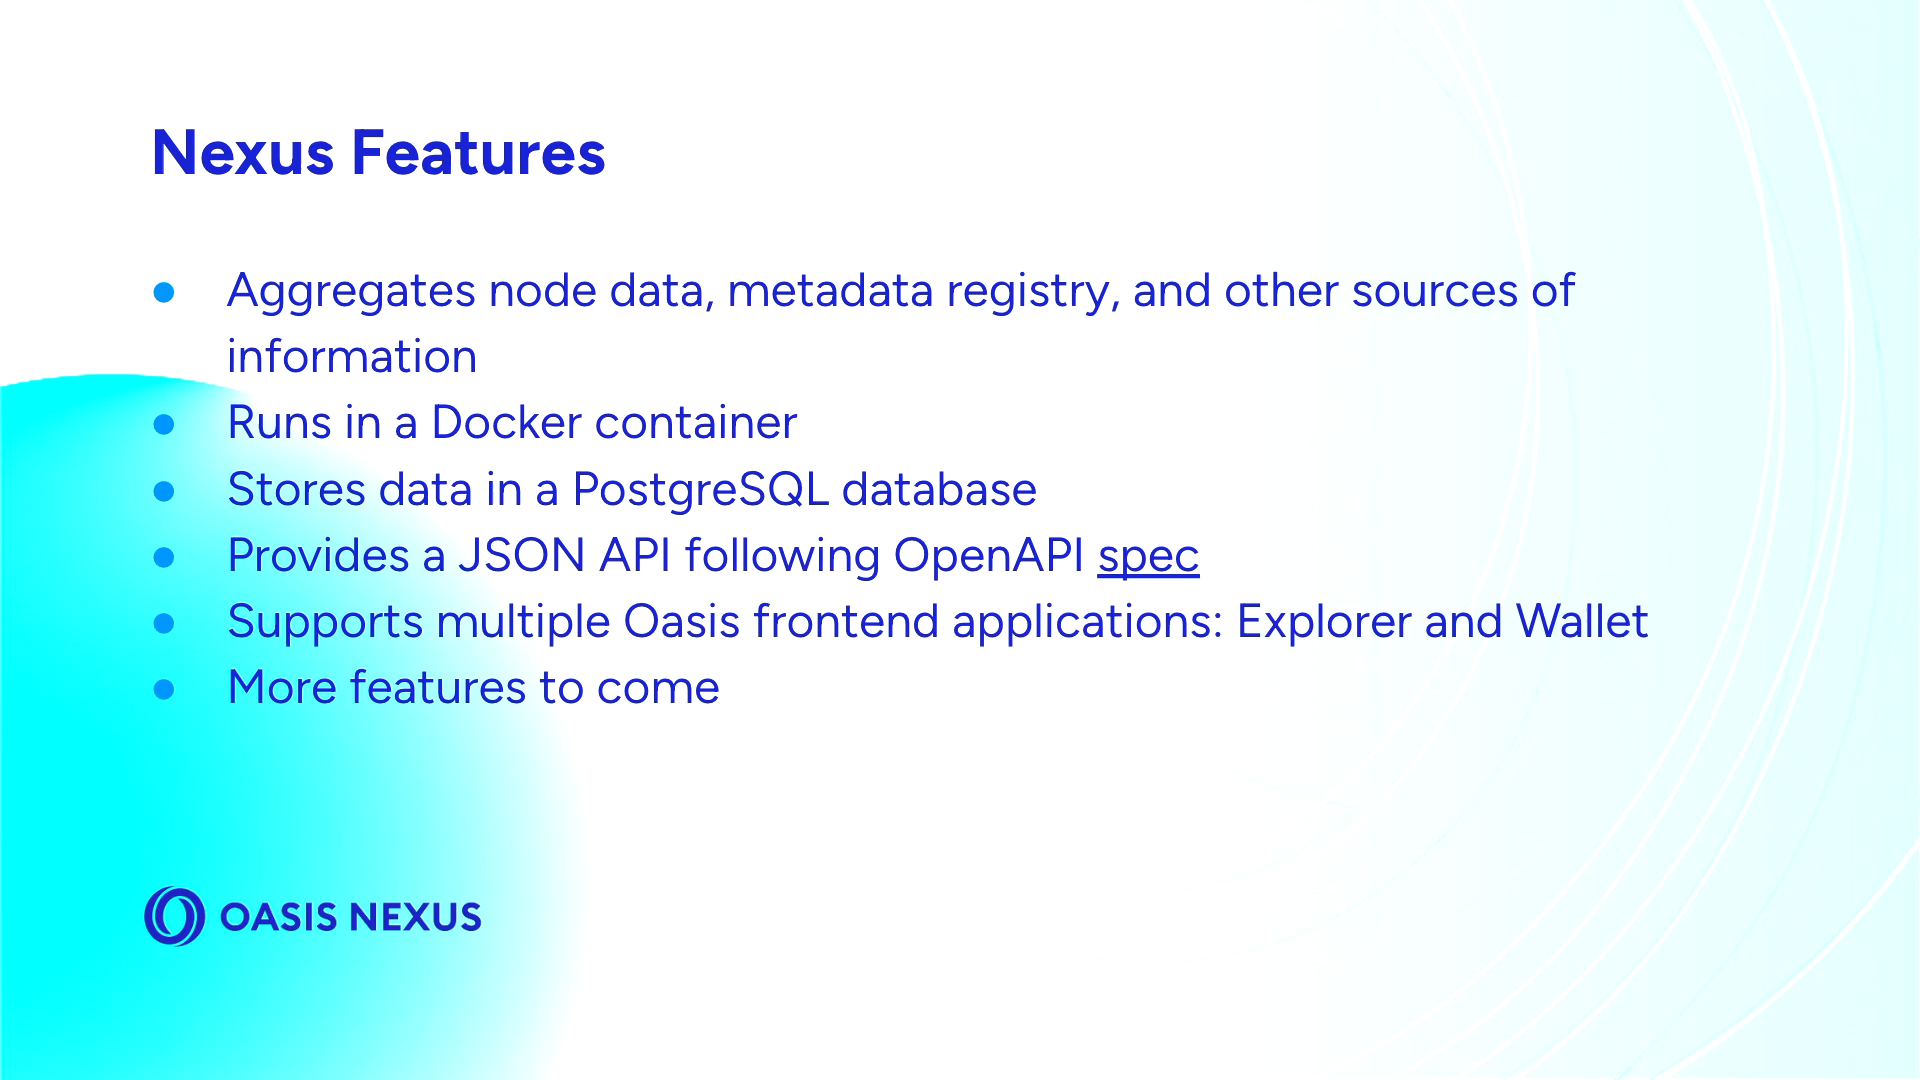 Nexus Features
● Aggregates node data, metadata registry, and other sources of
information
● Runs in a Docker container
● Stores data in a PostgreSQL database
● Provides a JSON API following OpenAPI spec
● Supports multiple Oasis frontend applications: Explorer and Wallet
● More features to come
OASIS NEXUS